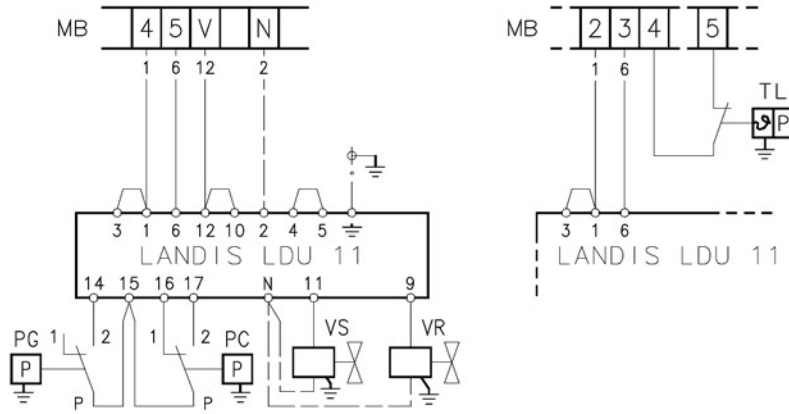 MB 4 5 V N
1 6 12 2
3 1 6 12 10 2 4 5
LANDIS LDU 11
14 15 16 17 N 11 9
1 2 1 2 VS VR
PG P PC P
P P
MB 2 3 4 5
1 6
TL
P
3 1 6
LANDIS LDU 11